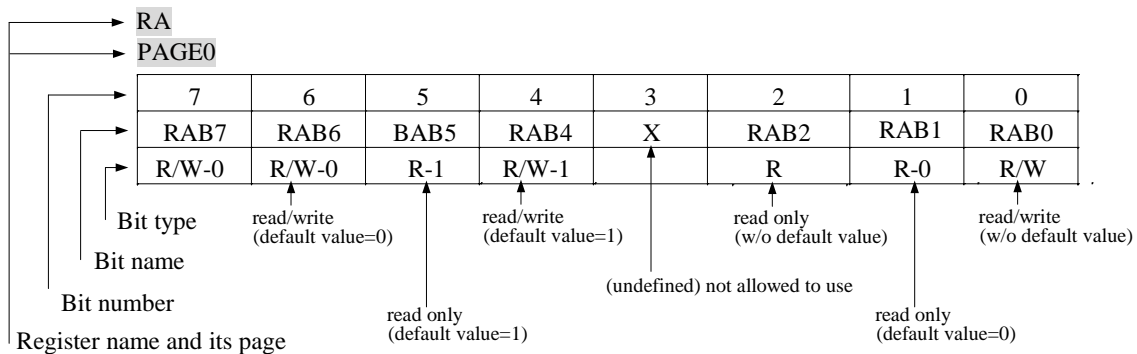 RA
PAGE0
7 6 5 4 3 2 1 0
RAB7 RAB6 BAB5 RAB4 X RAB2 RAB1 RAB0
R/W-0 R/W-0 R-1 R/W-1 R R-0 R/W
Bit type
read/write
(default value=0)
read/write
(default value=1)
read only
(w/o default value)
read/write
(w/o default value)
Bit name
(undefined) not allowed to use
Bit number
read only
(default value=1)
read only
(default value=0)
Register name and its page